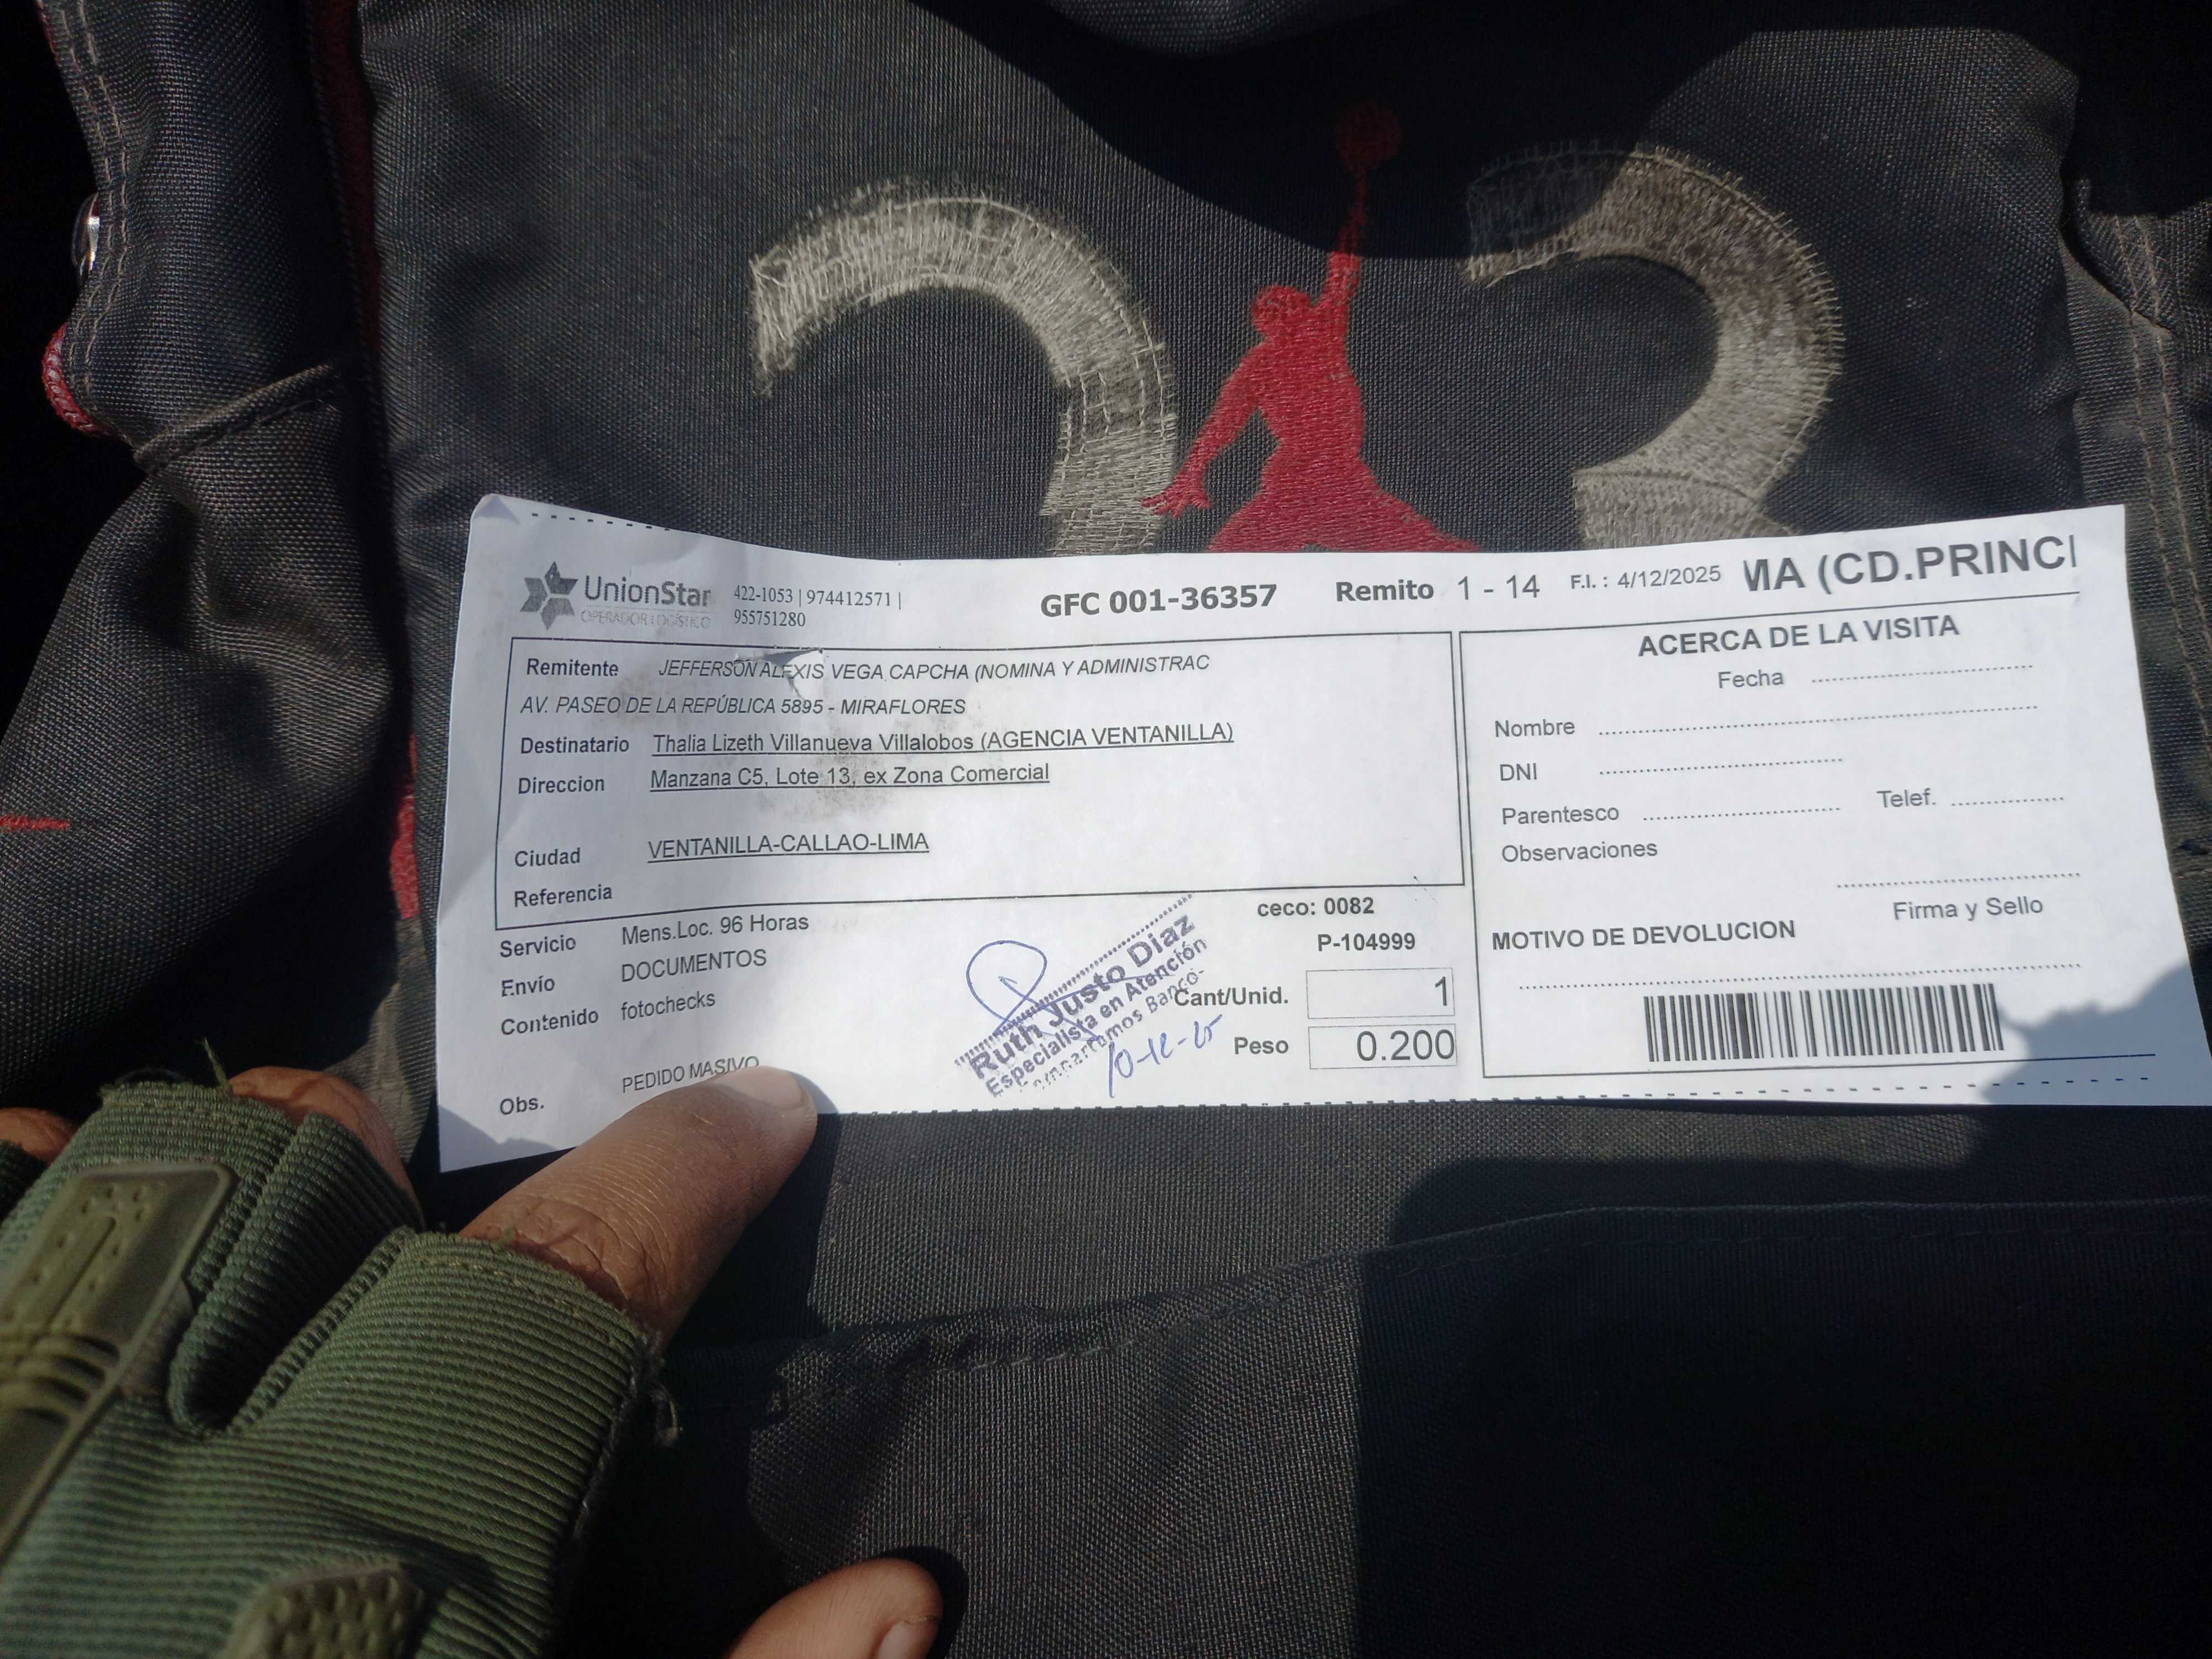 UnionStar
OPERADOR LOGÍSTICO
422-1053 | 974412571 |
955751280
GFC 001-36357
Remito 1 - 14
F.I. : 4/12/2025
MA (CD.PRINCI
Remitente JEFFERSON ALEXIS VEGA CAPCHA (NOMINA Y ADMINISTRAC
AV. PASEO DE LA REPÚBLICA 5895 - MIRAFLORES
Destinatario Thalia Lizeth Villanueva Villalobos (AGENCIA VENTANILLA)
Direccion Manzana C5, Lote 13, ex Zona Comercial
Ciudad VENTANILLA-CALLAO-LIMA
Referencia
Servicio Mens.Loc. 96 Horas
Envío DOCUMENTOS
Contenido fotochecks
Obs. PEDIDO MASIVO
ceco: 0082
P-104999
Cant/Unid. 1
Peso 0.200
Ruth Justo Diaz
Especialista en Atención
Compartamos Banco
10-12-25
ACERCA DE LA VISITA
Fecha
Nombre
DNI
Parentesco Telef.
Observaciones
Firma y Sello
MOTIVO DE DEVOLUCION
23